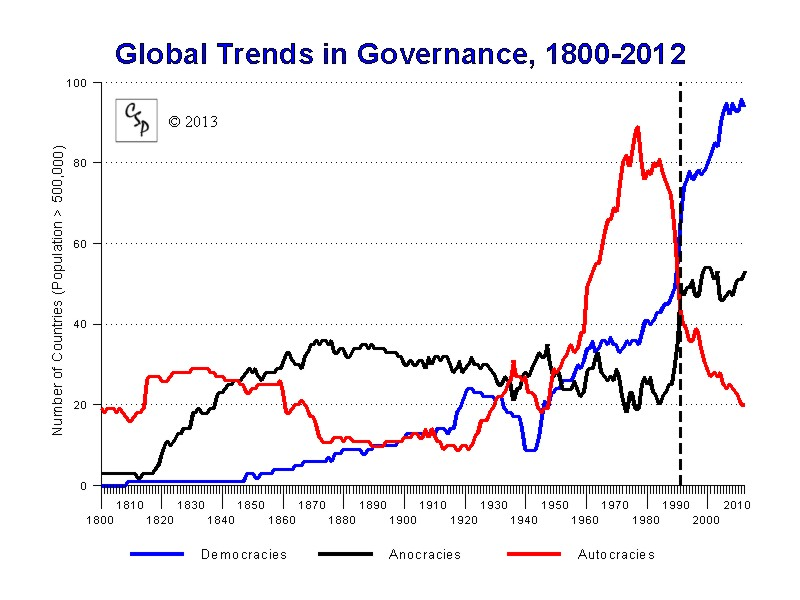 Global Trends in Governance, 1800-2012
100
CSP
© 2013
80
60
40
20
0
Number of Countries (Population > 500,000)
1810 1830 1850 1870 1890 1910 1930 1950 1970 1990 2010
1800 1820 1840 1860 1880 1900 1920 1940 1960 1980 2000
Democracies Anocracies Autocracies